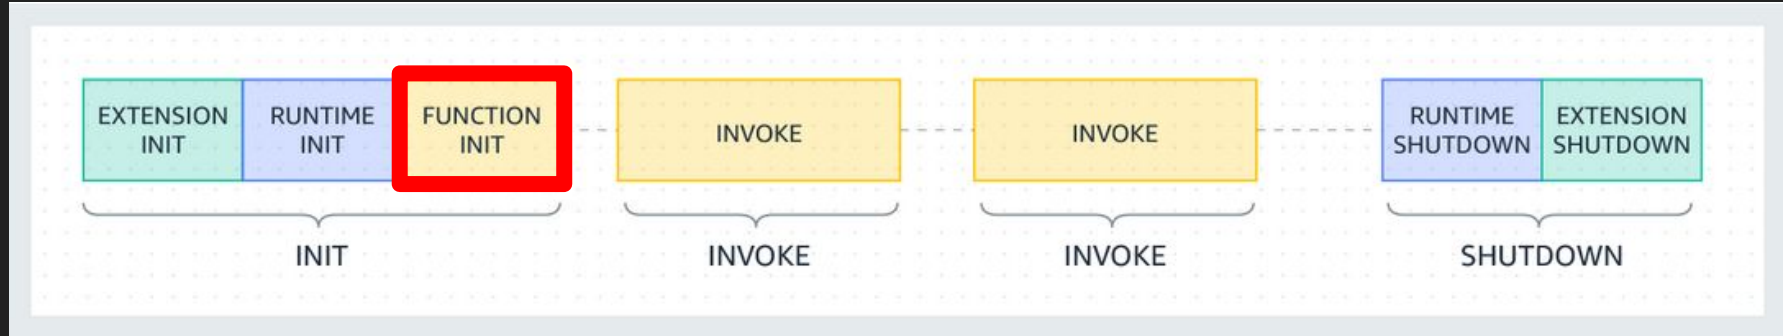 EXTENSION
INIT
RUNTIME
INIT
FUNCTION
INIT
INVOKE
INVOKE
RUNTIME
SHUTDOWN
EXTENSION
SHUTDOWN
INIT
INVOKE
INVOKE
SHUTDOWN